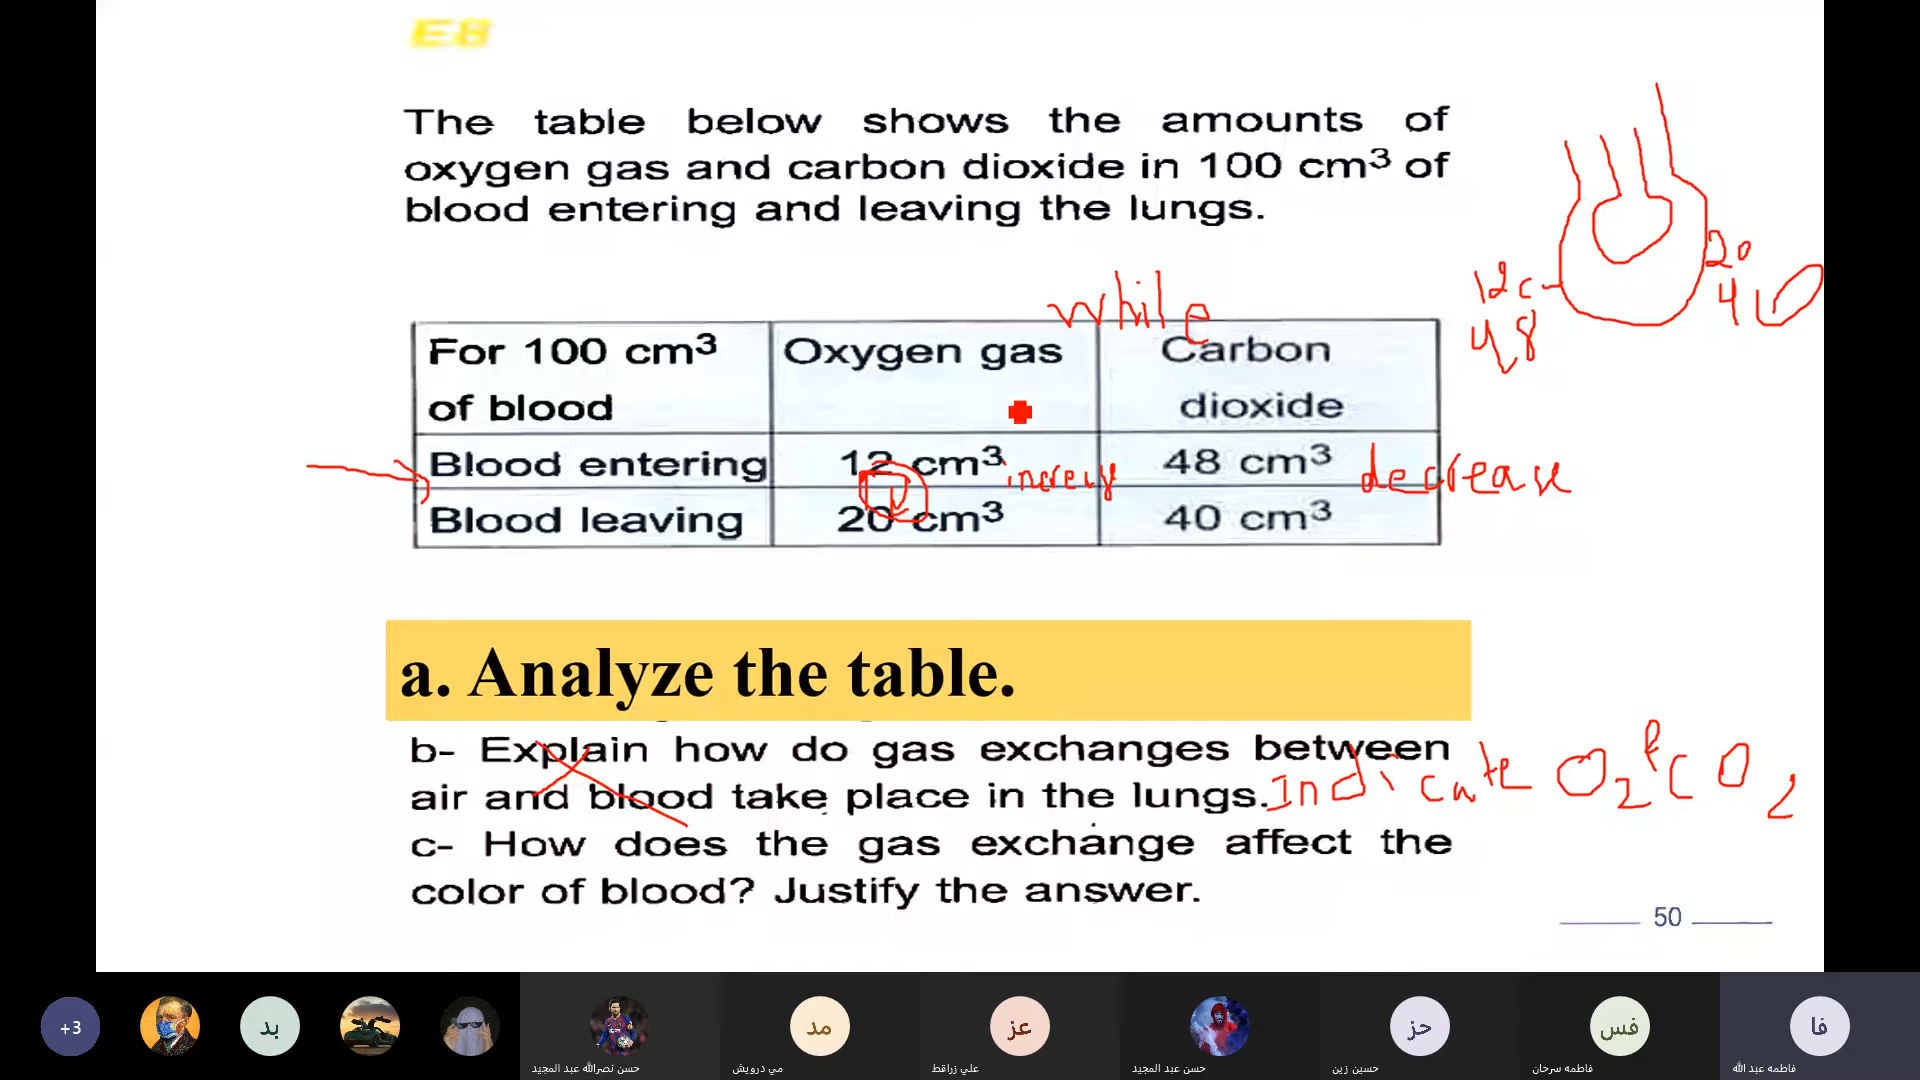 E8
The table below shows the amounts of
oxygen gas and carbon dioxide in 100 cm³ of
blood entering and leaving the lungs.
20
12c
40
48
while
For 100 cm³ of blood
Oxygen gas
Carbon dioxide
Blood entering
12 cm³
48 cm³
decrease
Blood leaving
20 cm³
40 cm³
a. Analyze the table.
b- Explain how do gas exchanges between
air and blood take place in the lungs.
Indicate O2 & CO2
c- How does the gas exchange affect the
color of blood? Justify the answer.
50
+3
بد
مد
عز
حز
فس
فا
حسن نصرالله عبد المجيد
مي درويش
علي زراقط
حسن عبد المجيد
حسين زين
فاطمه سرحان
فاطمه عبد الله